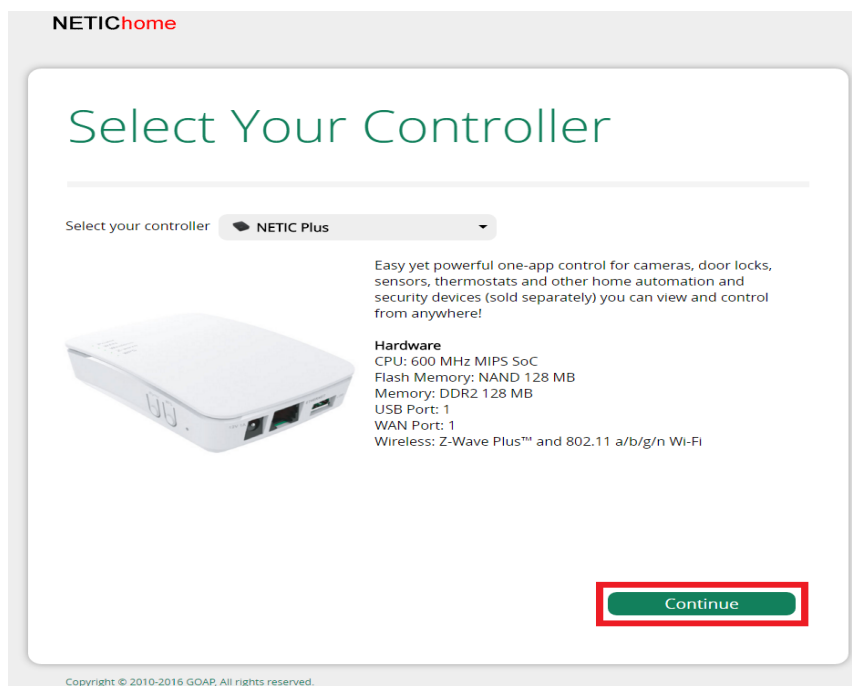 NETIChome
Select Your Controller
Select your controller NETIC Plus
Easy yet powerful one-app control for cameras, door locks,
sensors, thermostats and other home automation and
security devices (sold separately) you can view and control
from anywhere!
Hardware
CPU: 600 MHz MIPS SoC
Flash Memory: NAND 128 MB
Memory: DDR2 128 MB
USB Port: 1
WAN Port: 1
Wireless: Z-Wave Plus™ and 802.11 a/b/g/n Wi-Fi
Continue
Copyright © 2010-2016 GOAP, All rights reserved.